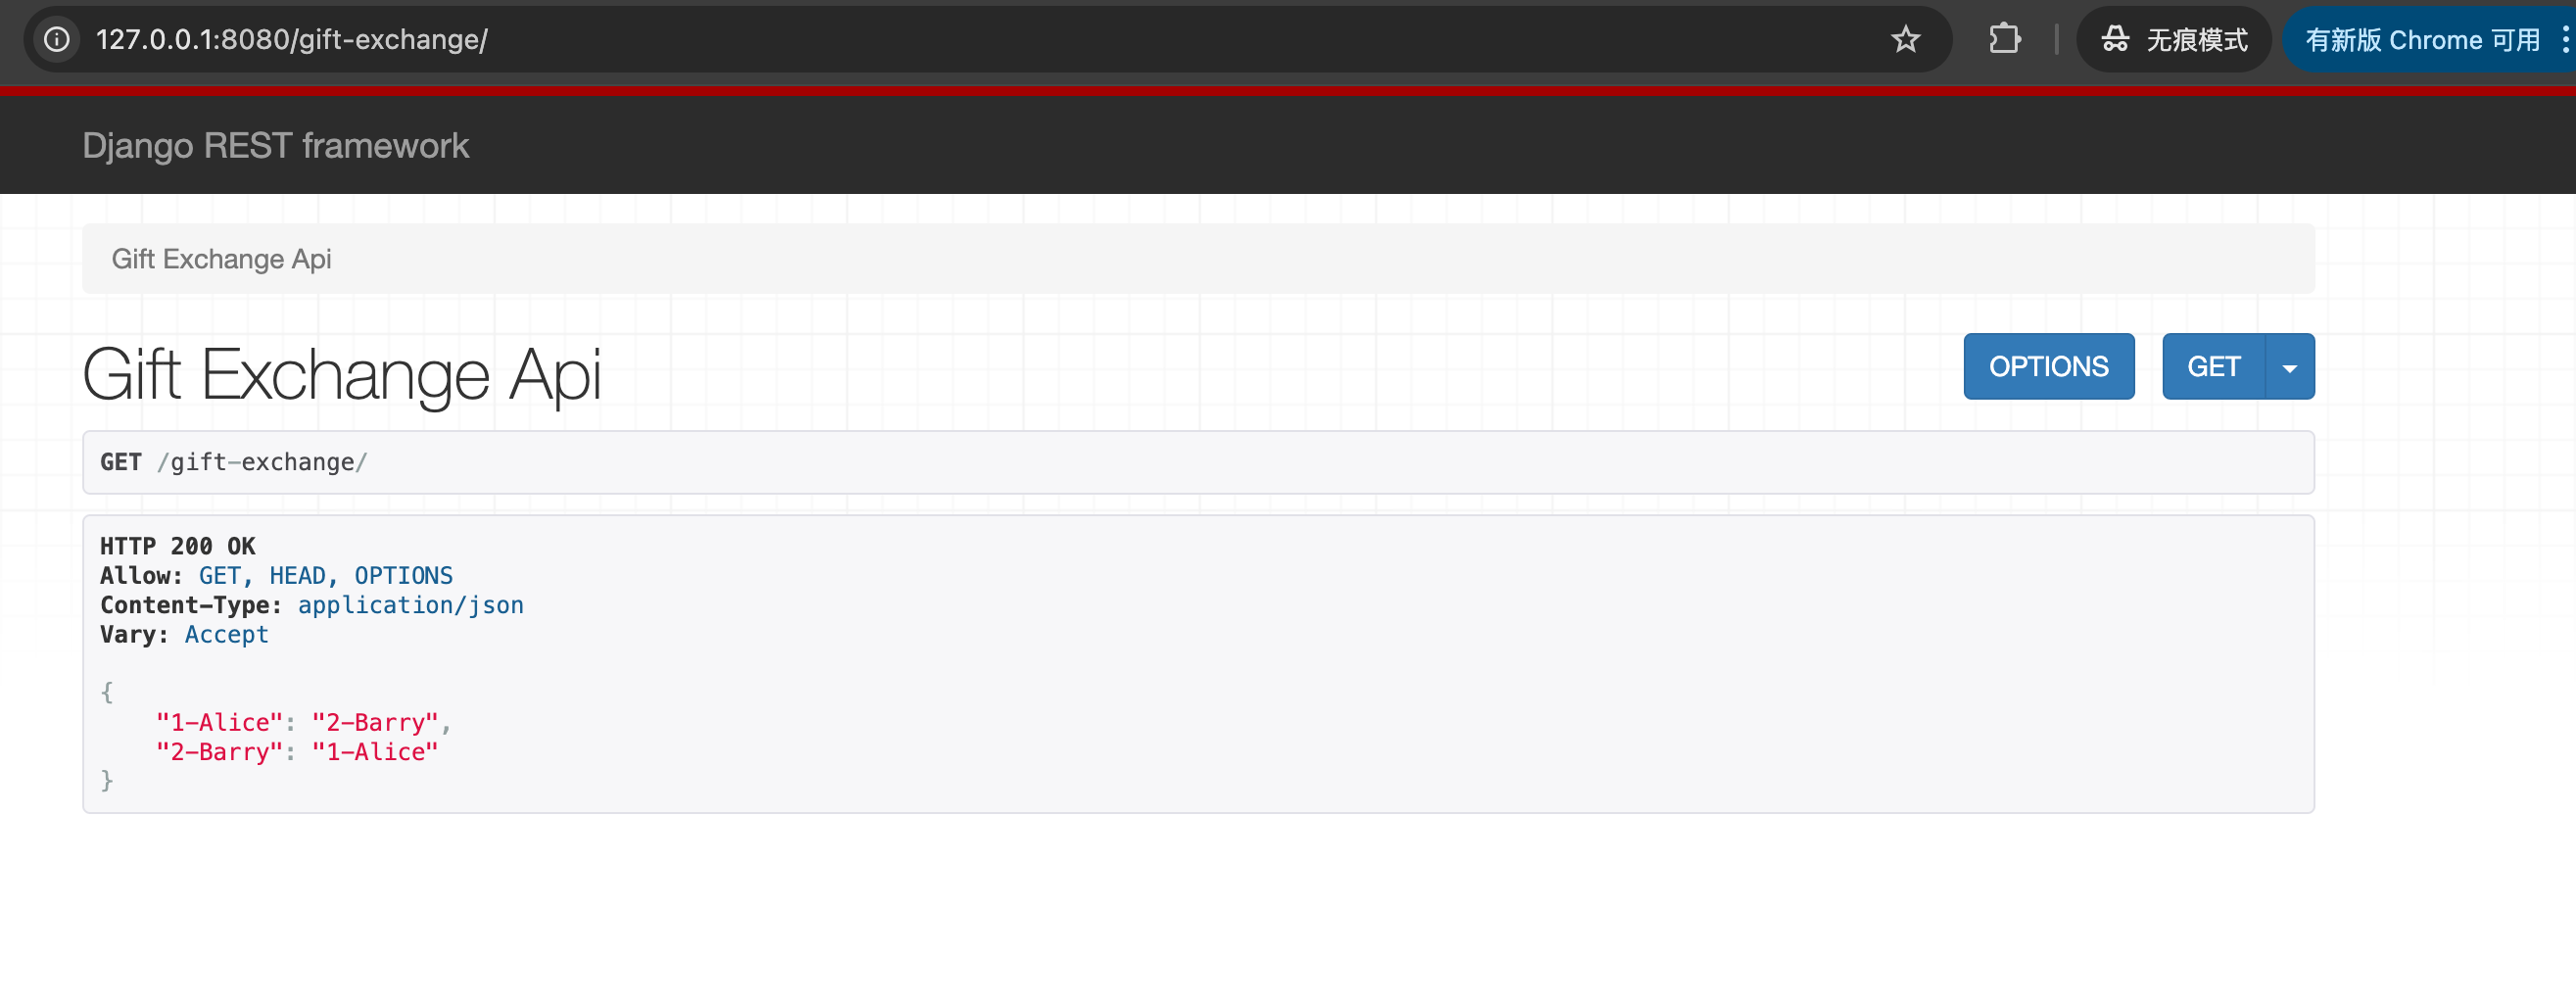 127.0.0.1:8080/gift-exchange/
无痕模式
有新版 Chrome 可用
Django REST framework
Gift Exchange Api
Gift Exchange Api
OPTIONS
GET
GET /gift-exchange/
HTTP 200 OK
Allow: GET, HEAD, OPTIONS
Content-Type: application/json
Vary: Accept
{
    "1-Alice": "2-Barry",
    "2-Barry": "1-Alice"
}